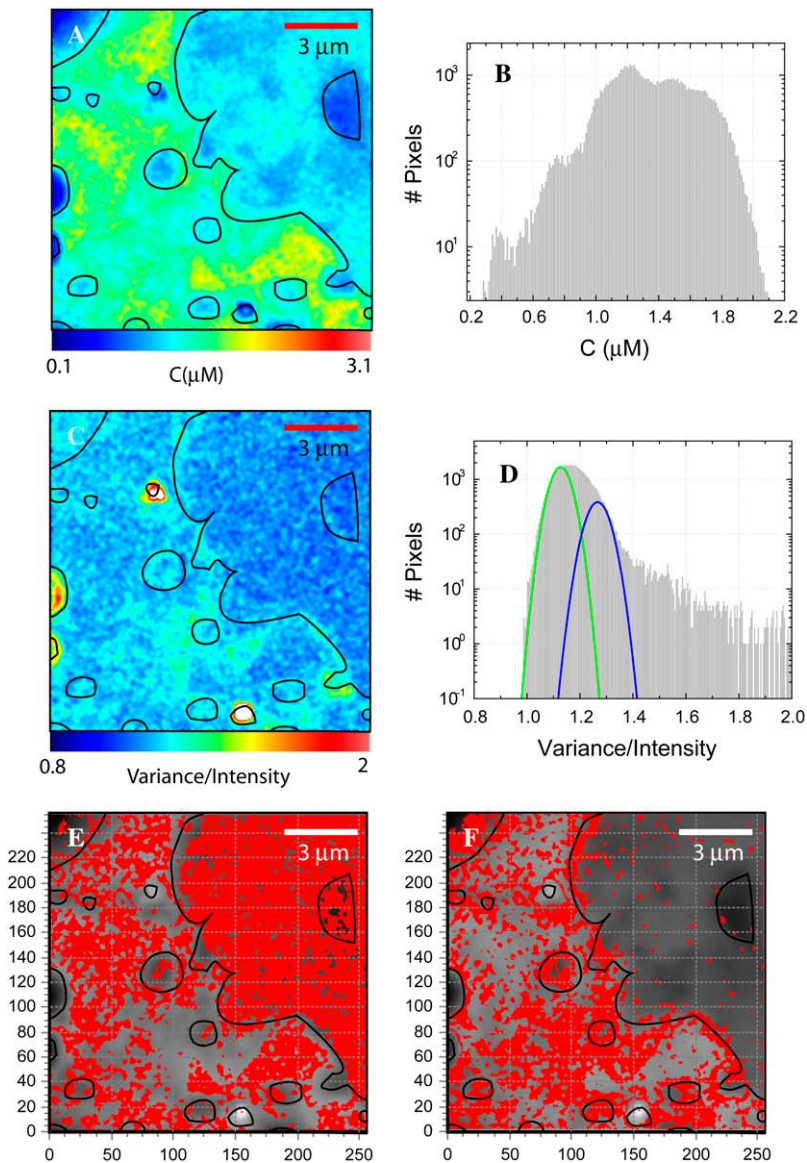 A
3 μm
0.1
3.1
C(μM)
B
# Pixels
10³
10²
10¹
0.2 0.6 1.0 1.4 1.8 2.2
C (μM)
C
3 μm
0.8
2
Variance/Intensity
D
# Pixels
10³
10²
10¹
10⁰
10⁻¹
0.8 1.0 1.2 1.4 1.6 1.8 2.0
Variance/Intensity
E
3 μm
220
200
180
160
140
120
100
80
60
40
20
0
0 50 100 150 200 250
F
3 μm
220
200
180
160
140
120
100
80
60
40
20
0
0 50 100 150 200 250